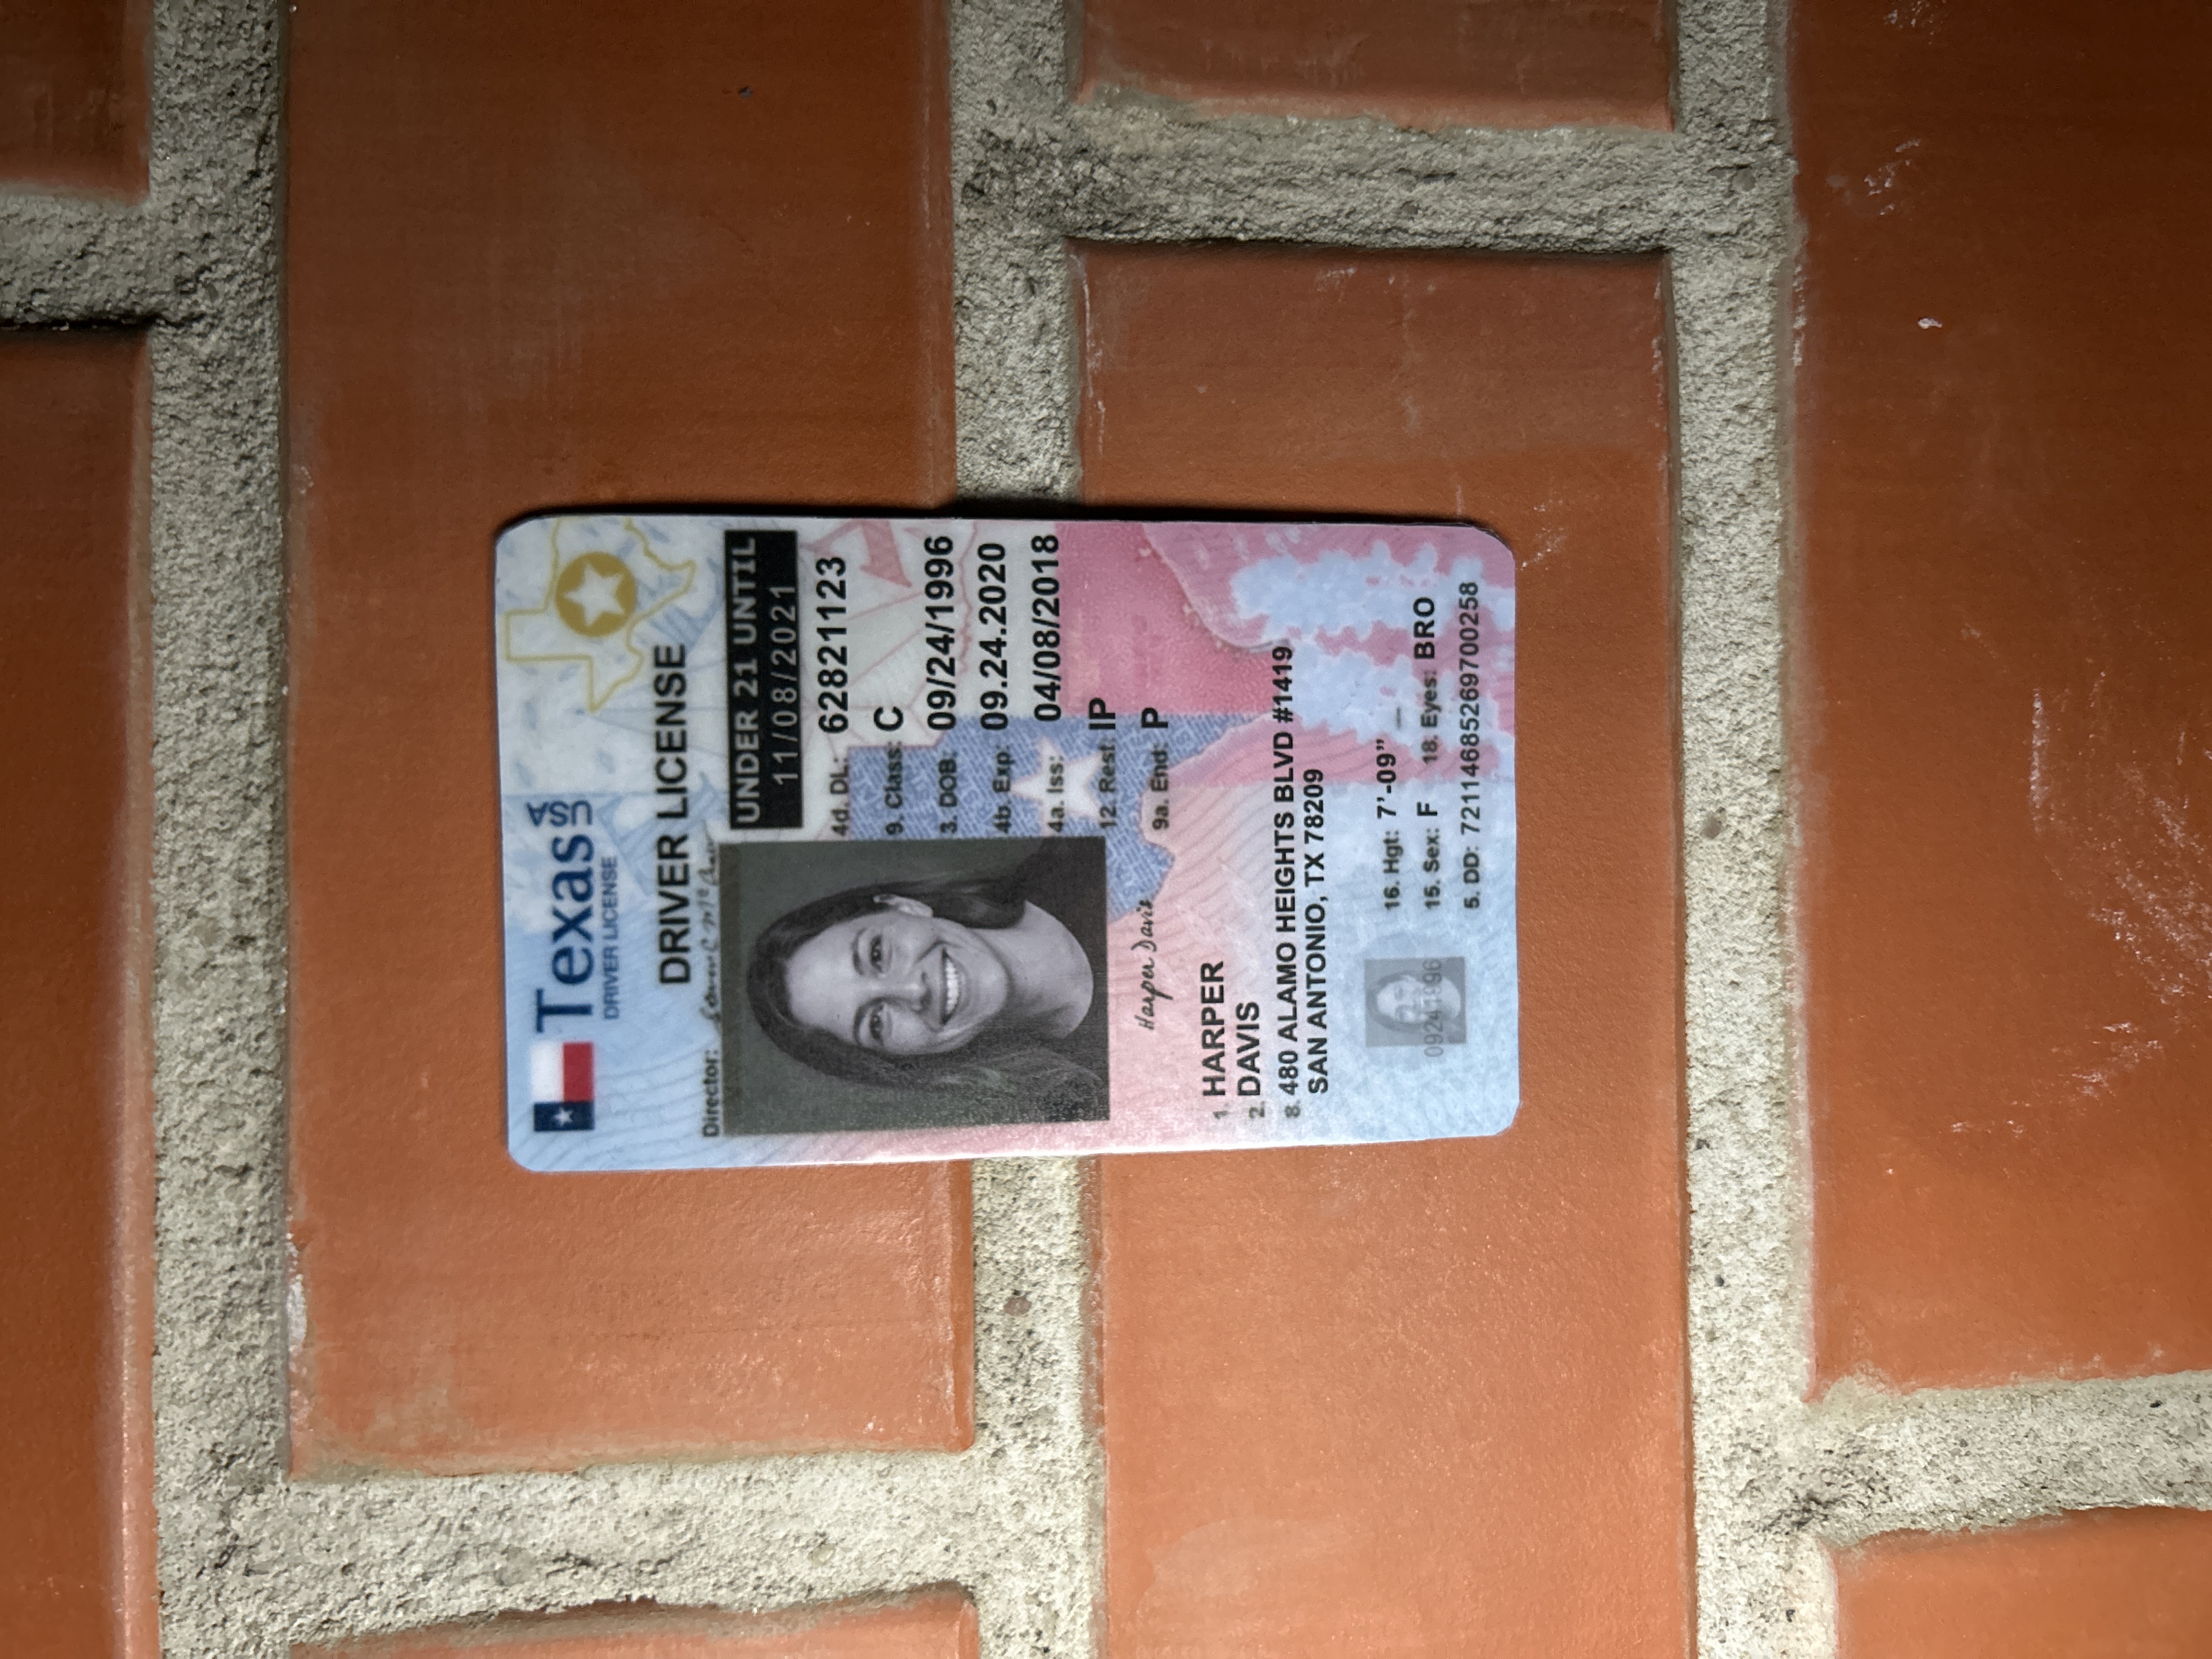 Texas USA
DRIVER LICENSE
DRIVER LICENSE
Director:
UNDER 21 UNTIL
11/08/2021
4d. DL: 62821123
9. Class: C
3. DOB: 09/24/1996
4b. Exp: 09.24.2020
4a. Iss: 04/08/2018
12. Rest: IP
9a. End: P
Harper Davis
1. HARPER
2. DAVIS
8. 480 ALAMO HEIGHTS BLVD #1419
SAN ANTONIO, TX 78209
16. Hgt: 7’-09” _
15. Sex: F 18. Eyes: BRO
09241996
5. DD: 72114685269700258